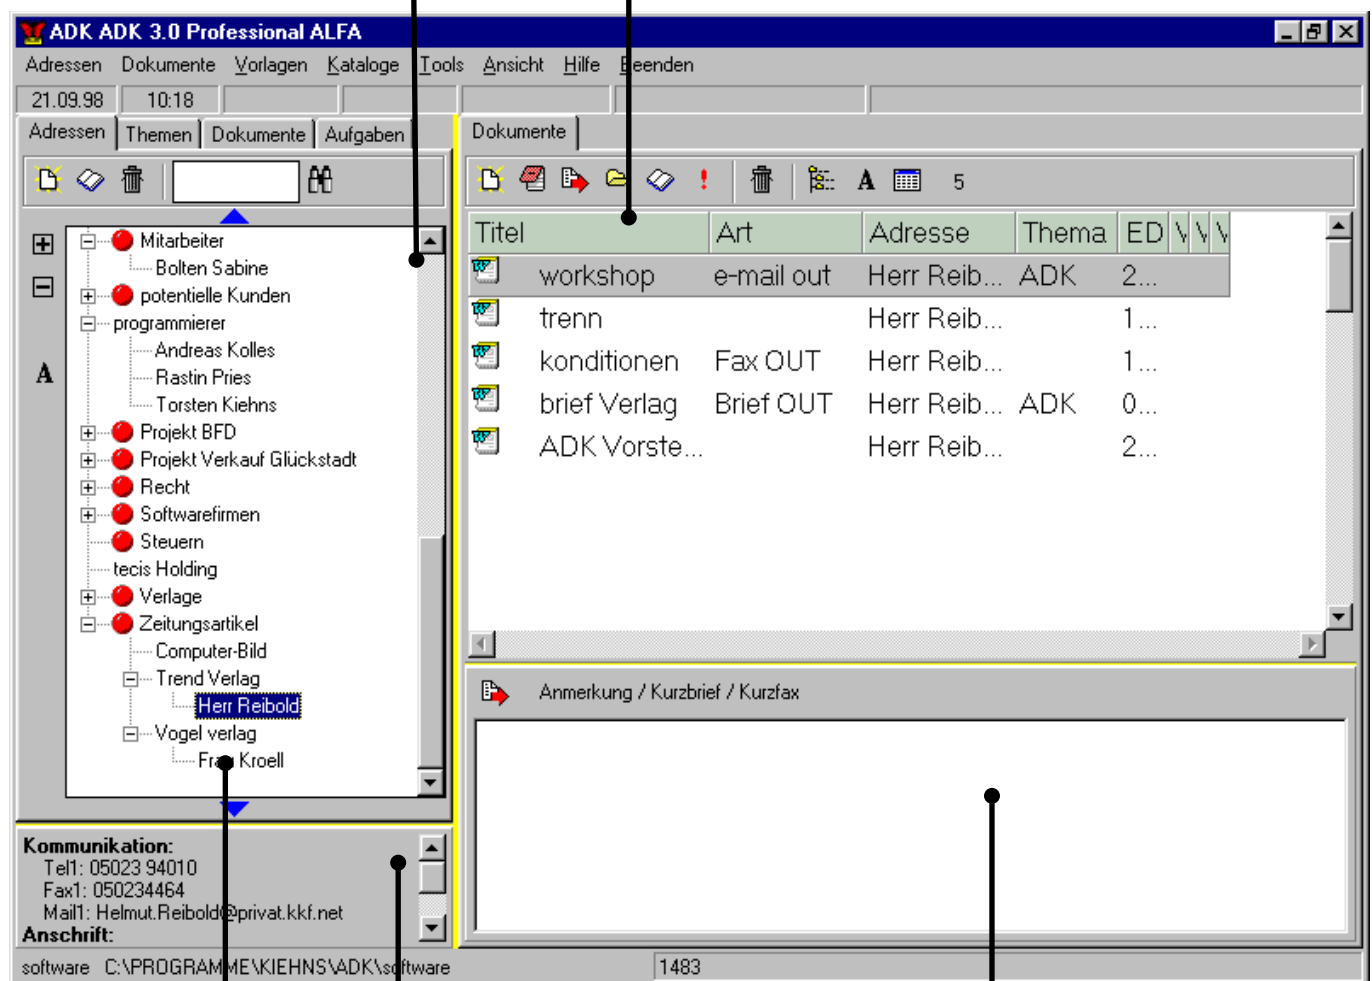 ADK ADK 3.0 Professional ALFA
Adressen Dokumente Vorlagen Kataloge Tools Ansicht Hilfe Beenden
21.09.98 10:18
Adressen Themen Dokumente Aufgaben
Dokumente
A 5
Titel Art Adresse Thema ED V V V
workshop e-mail out Herr Reib... ADK 2...
trenn Herr Reib... 1...
konditionen Fax OUT Herr Reib... 1...
brief Verlag Brief OUT Herr Reib... ADK 0...
ADK Vorste... Herr Reib... 2...
A
Mitarbeiter
Bolten Sabine
potentielle Kunden
programmierer
Andreas Kolles
Rastin Pries
Torsten Kiehns
Projekt BFD
Projekt Verkauf Glückstadt
Recht
Softwarefirmen
Steuern
tecis Holding
Verlage
Zeitungsartikel
Computer-Bild
Trend Verlag
Herr Reibold
Vogel verlag
Frau Kroell
Anmerkung / Kurzbrief / Kurzfax
Kommunikation:
Tel1: 05023 94010
Fax1: 050234464
Mail1: Helmut.Reibold@privat.kkf.net
Anschrift:
software C:\PROGRAMME\KIEHNS\ADK\software
1483